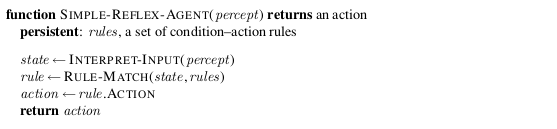 function SIMPLE-REFLEX-AGENT(percept) returns an action
persistent: rules, a set of condition–action rules
state ← INTERPRET-INPUT(percept)
rule ← RULE-MATCH(state, rules)
action ← rule.ACTION
return action